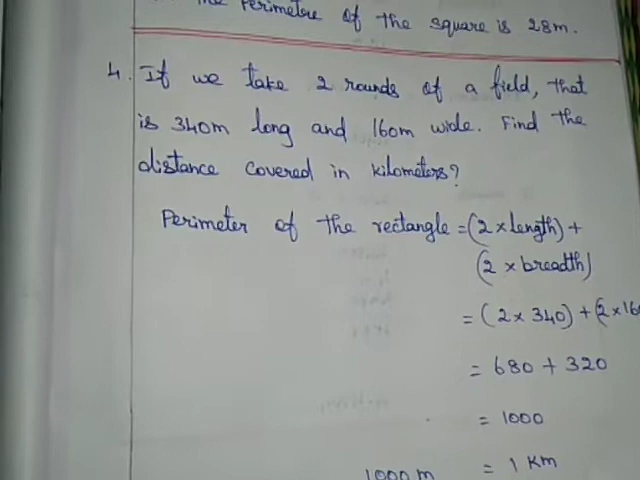 the Perimeter of the square is 28m.
4. If we take 2 rounds of a field, that
is 340m long and 160m wide. Find the
distance covered in kilometers?
Perimeter of the rectangle = (2 × length) +
(2 × breadth)
= (2 × 340) + (2 × 16
= 680 + 320
= 1000
1000 m = 1 Km